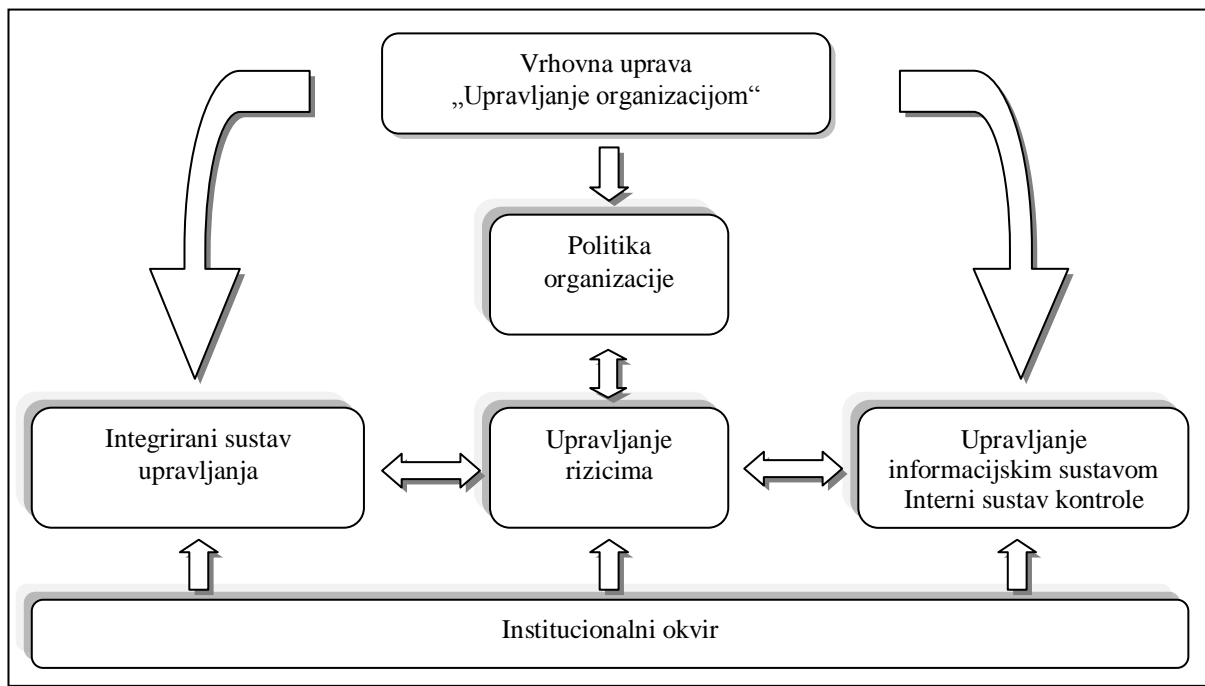 Vrhovna uprava
„Upravljanje organizacijom“
Politika
organizacije
Integrirani sustav
upravljanja
Upravljanje
rizicima
Upravljanje
informacijskim sustavom
Interni sustav kontrole
Institucionalni okvir